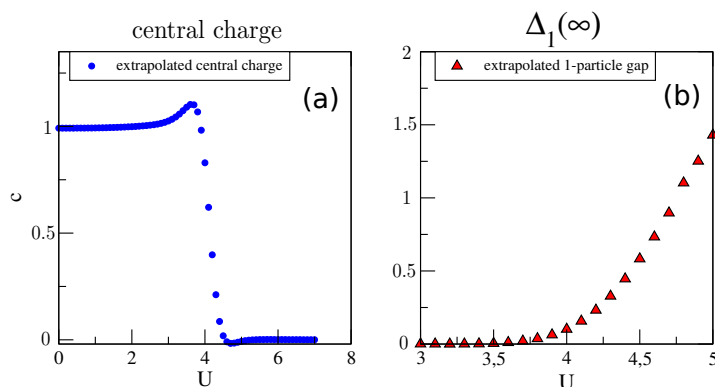 central charge
extrapolated central charge
(a)
1
0.5
0
c
0
2
4
6
8
U
Δ₁(∞)
extrapolated 1-particle gap
(b)
2
1.5
1
0.5
0
3
3,5
4
4,5
5
U